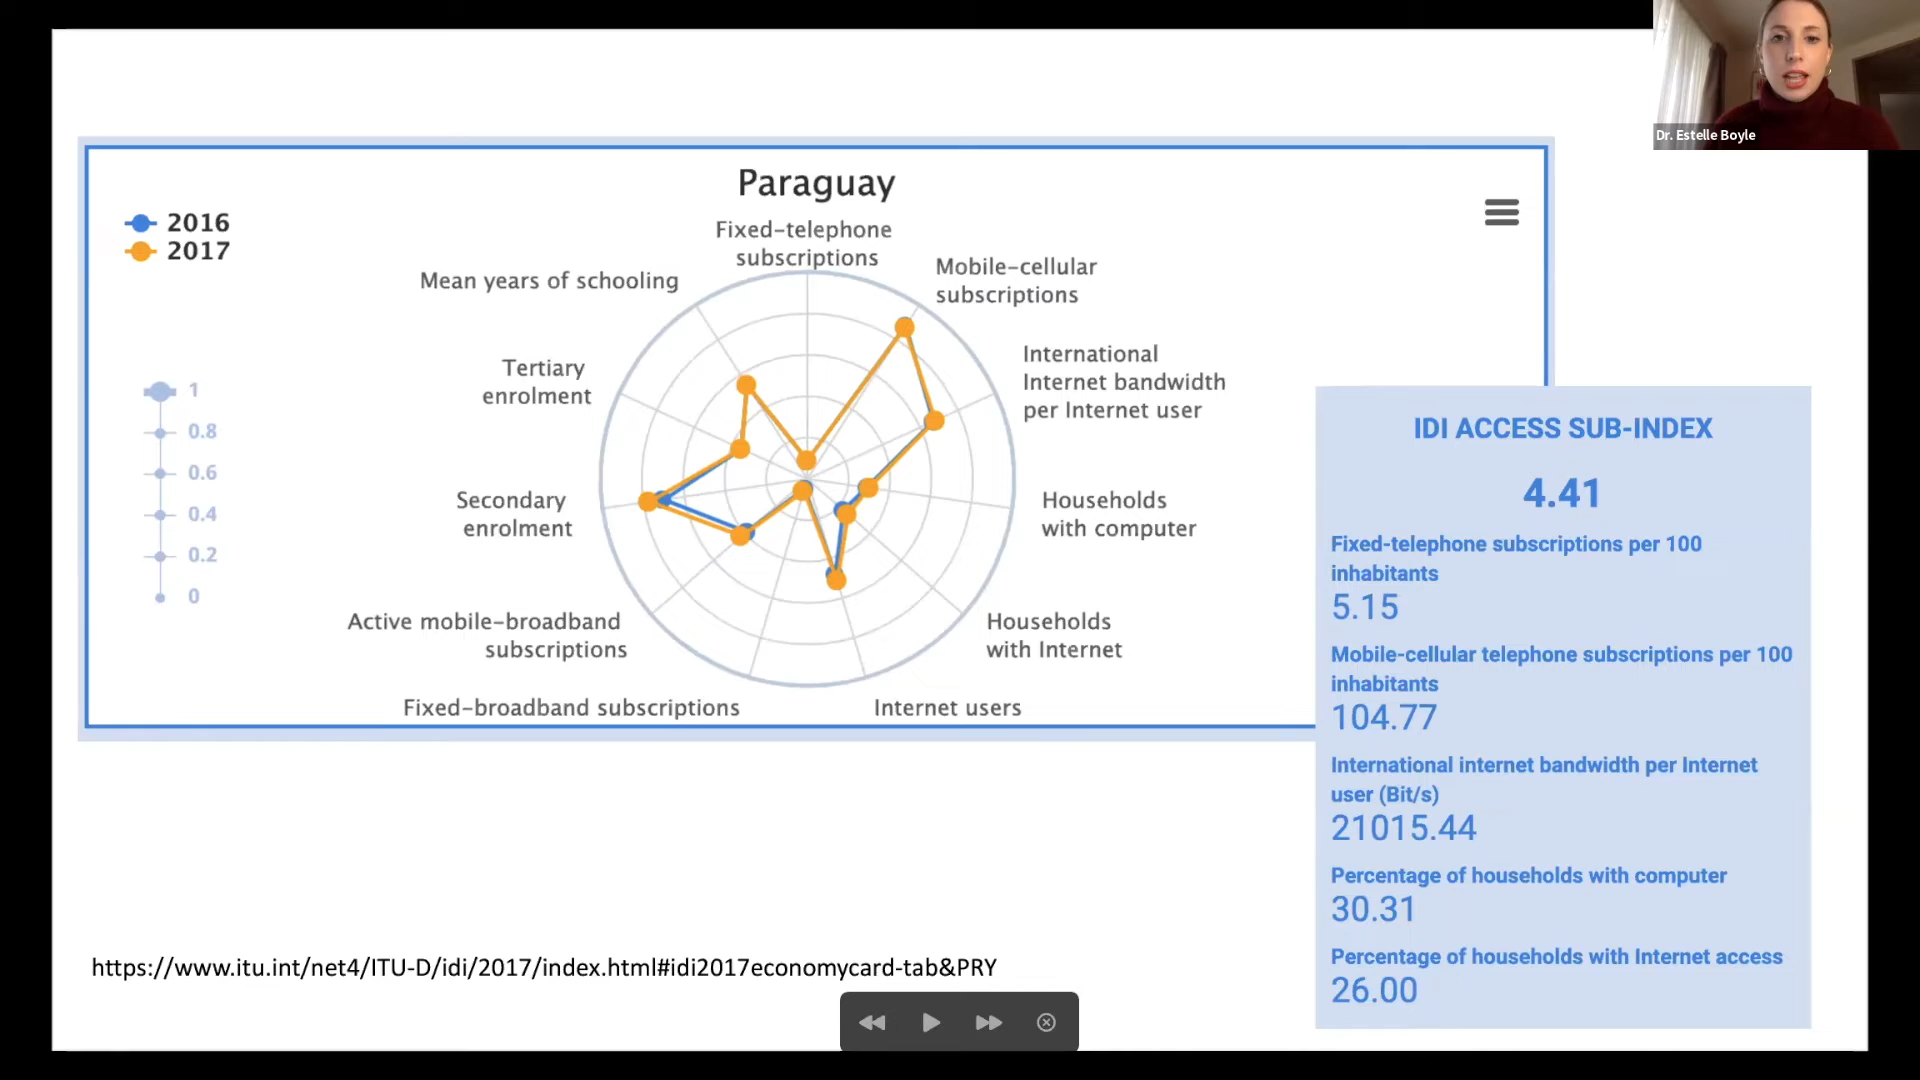 Dr. Estelle Boyle
Paraguay
2016
2017
Fixed-telephone
subscriptions
Mobile-cellular
subscriptions
International
Internet bandwidth
per Internet user
Households
with computer
Households
with Internet
Internet users
Fixed-broadband subscriptions
Active mobile-broadband
subscriptions
Secondary
enrolment
Tertiary
enrolment
Mean years of schooling
1
0.8
0.6
0.4
0.2
0
IDI ACCESS SUB-INDEX
4.41
Fixed-telephone subscriptions per 100
inhabitants
5.15
Mobile-cellular telephone subscriptions per 100
inhabitants
104.77
International internet bandwidth per Internet
user (Bit/s)
21015.44
Percentage of households with computer
30.31
Percentage of households with Internet access
26.00
https://www.itu.int/net4/ITU-D/idi/2017/index.html#idi2017economycard-tab&PRY